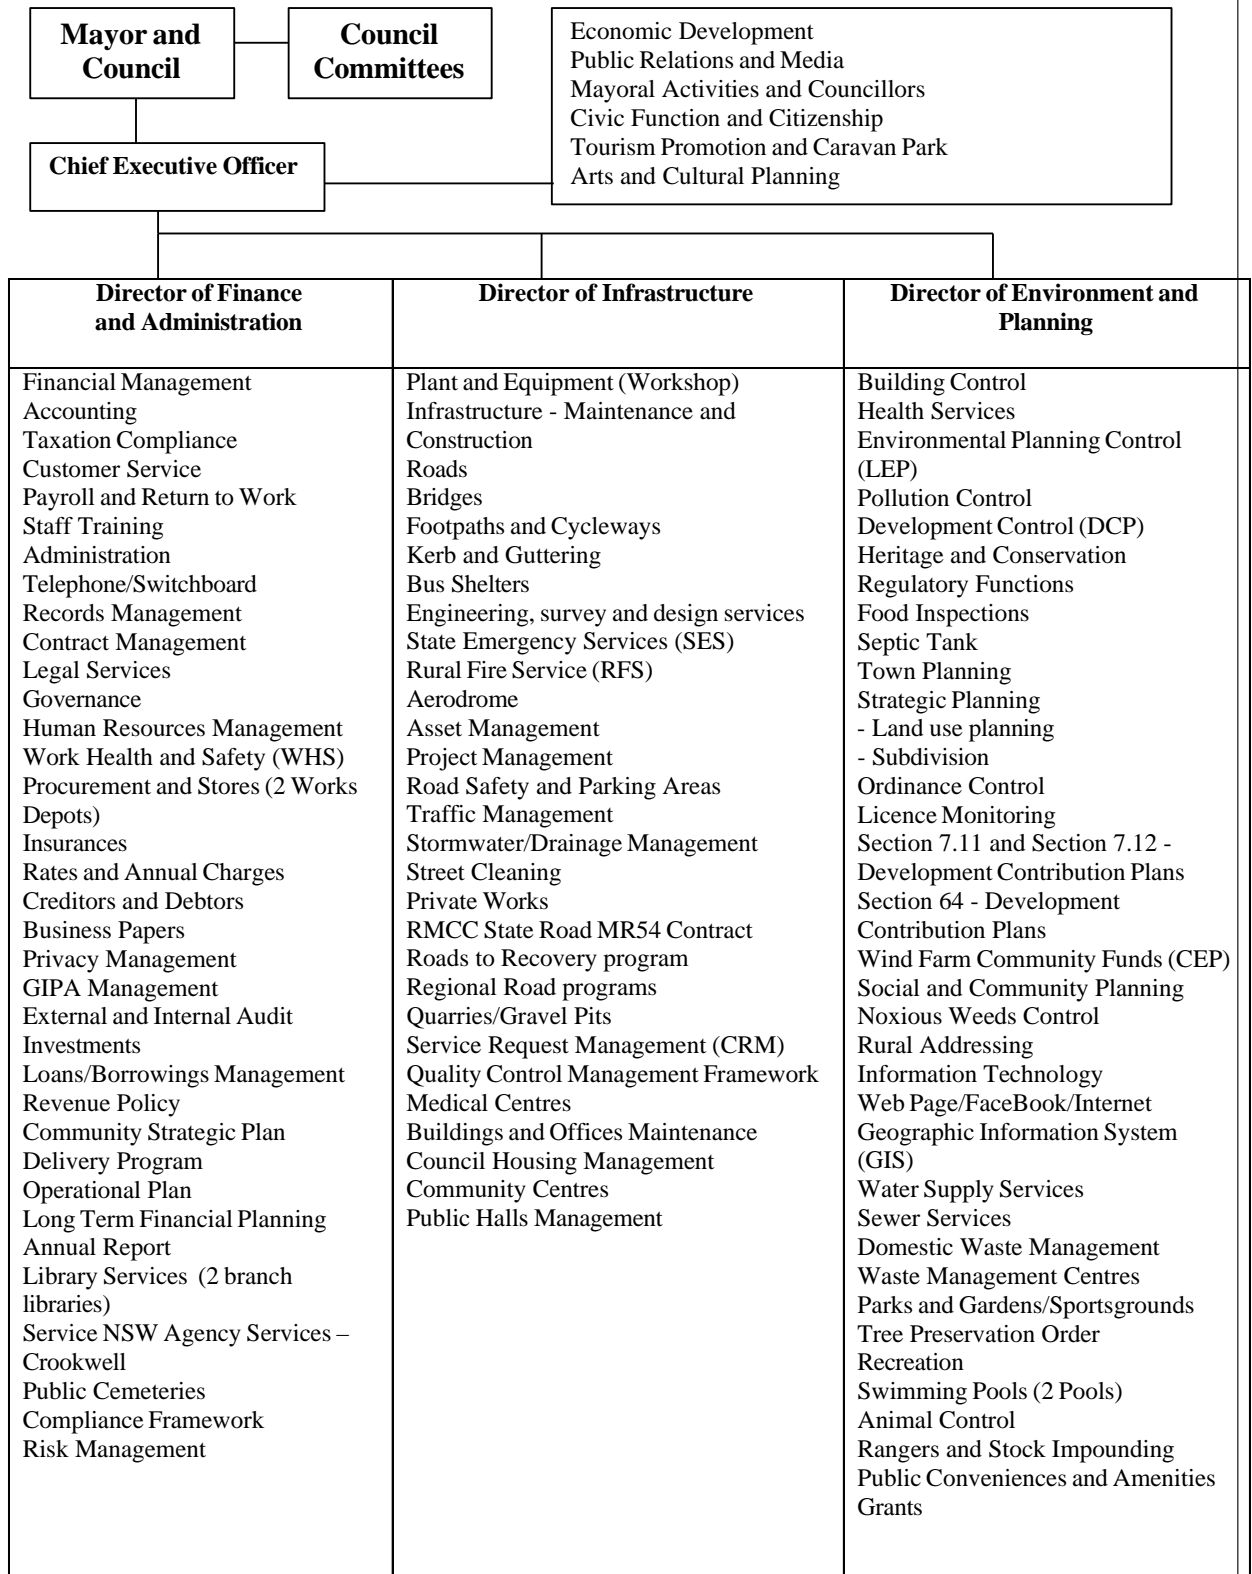 Mayor and
Council
Council
Committees
Economic Development
Public Relations and Media
Mayoral Activities and Councillors
Civic Function and Citizenship
Tourism Promotion and Caravan Park
Arts and Cultural Planning
Chief Executive Officer
Director of Finance
and Administration
Financial Management
Accounting
Taxation Compliance
Customer Service
Payroll and Return to Work
Staff Training
Administration
Telephone/Switchboard
Records Management
Contract Management
Legal Services
Governance
Human Resources Management
Work Health and Safety (WHS)
Procurement and Stores (2 Works
Depots)
Insurances
Rates and Annual Charges
Creditors and Debtors
Business Papers
Privacy Management
GIPA Management
External and Internal Audit
Investments
Loans/Borrowings Management
Revenue Policy
Community Strategic Plan
Delivery Program
Operational Plan
Long Term Financial Planning
Annual Report
Library Services (2 branch
libraries)
Service NSW Agency Services –
Crookwell
Public Cemeteries
Compliance Framework
Risk Management
Director of Infrastructure
Plant and Equipment (Workshop)
Infrastructure - Maintenance and
Construction
Roads
Bridges
Footpaths and Cycleways
Kerb and Guttering
Bus Shelters
Engineering, survey and design services
State Emergency Services (SES)
Rural Fire Service (RFS)
Aerodrome
Asset Management
Project Management
Road Safety and Parking Areas
Traffic Management
Stormwater/Drainage Management
Street Cleaning
Private Works
RMCC State Road MR54 Contract
Roads to Recovery program
Regional Road programs
Quarries/Gravel Pits
Service Request Management (CRM)
Quality Control Management Framework
Medical Centres
Buildings and Offices Maintenance
Council Housing Management
Community Centres
Public Halls Management
Director of Environment and
Planning
Building Control
Health Services
Environmental Planning Control
(LEP)
Pollution Control
Development Control (DCP)
Heritage and Conservation
Regulatory Functions
Food Inspections
Septic Tank
Town Planning
Strategic Planning
- Land use planning
- Subdivision
Ordinance Control
Licence Monitoring
Section 7.11 and Section 7.12 -
Development Contribution Plans
Section 64 - Development
Contribution Plans
Wind Farm Community Funds (CEP)
Social and Community Planning
Noxious Weeds Control
Rural Addressing
Information Technology
Web Page/FaceBook/Internet
Geographic Information System
(GIS)
Water Supply Services
Sewer Services
Domestic Waste Management
Waste Management Centres
Parks and Gardens/Sportsgrounds
Tree Preservation Order
Recreation
Swimming Pools (2 Pools)
Animal Control
Rangers and Stock Impounding
Public Conveniences and Amenities
Grants